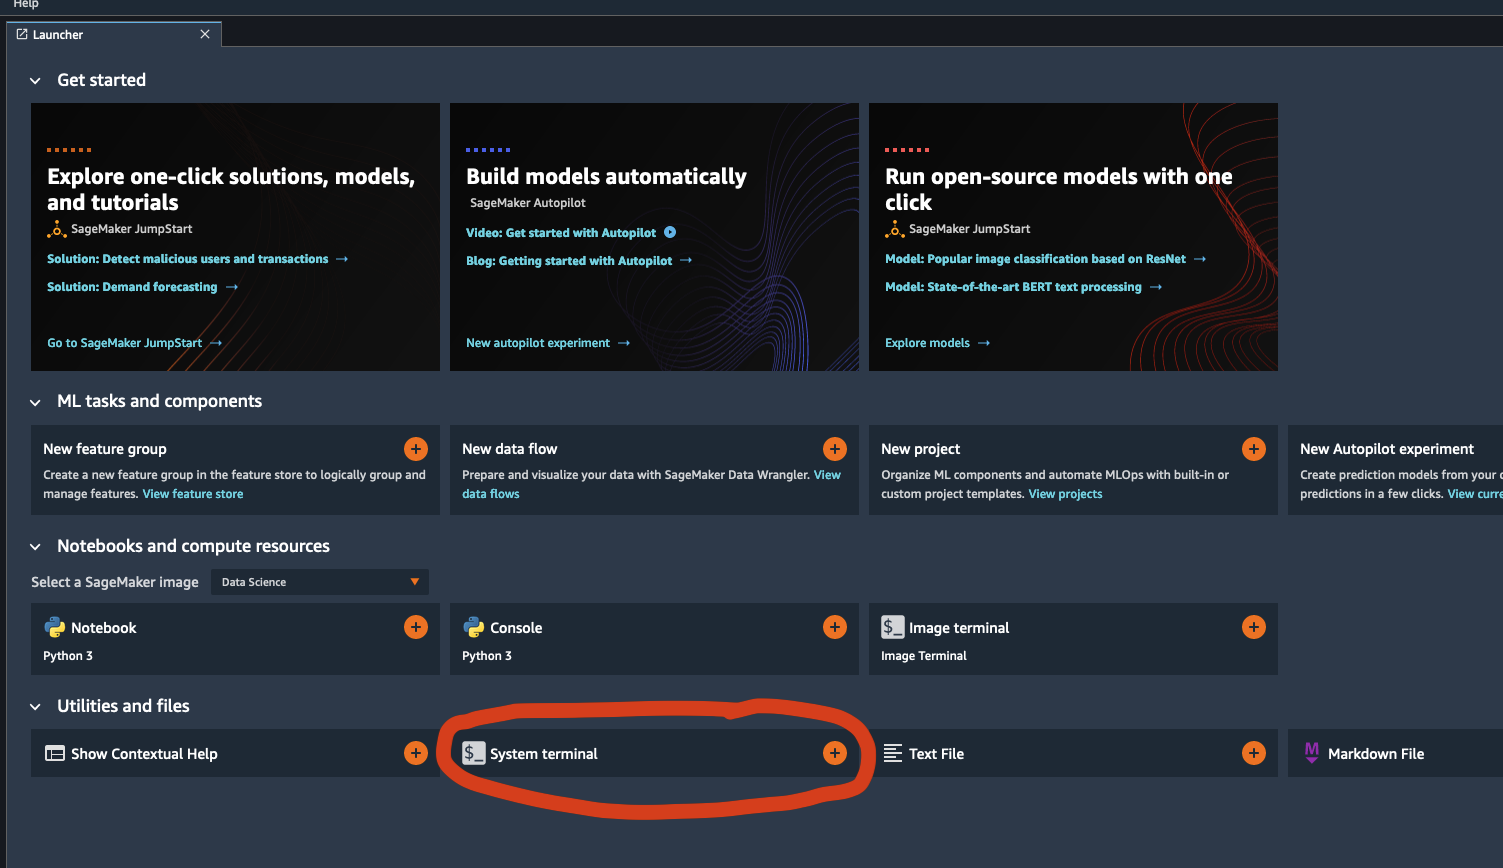 Help
Launcher
Get started
Explore one-click solutions, models,
and tutorials
SageMaker JumpStart
Solution: Detect malicious users and transactions →
Solution: Demand forecasting →
Go to SageMaker JumpStart →
Build models automatically
SageMaker Autopilot
Video: Get started with Autopilot
Blog: Getting started with Autopilot →
New autopilot experiment →
Run open-source models with one
click
SageMaker JumpStart
Model: Popular image classification based on ResNet →
Model: State-of-the-art BERT text processing →
Explore models →
ML tasks and components
New feature group
Create a new feature group in the feature store to logically group and
manage features. View feature store
New data flow
Prepare and visualize your data with SageMaker Data Wrangler. View
data flows
New project
Organize ML components and automate MLOps with built-in or
custom project templates. View projects
New Autopilot experiment
Create prediction models from your
predictions in a few clicks. View curre
Notebooks and compute resources
Select a SageMaker image
Data Science
Notebook
Python 3
Console
Python 3
$_ Image terminal
Image Terminal
Utilities and files
Show Contextual Help
$_ System terminal
Text File
M Markdown File